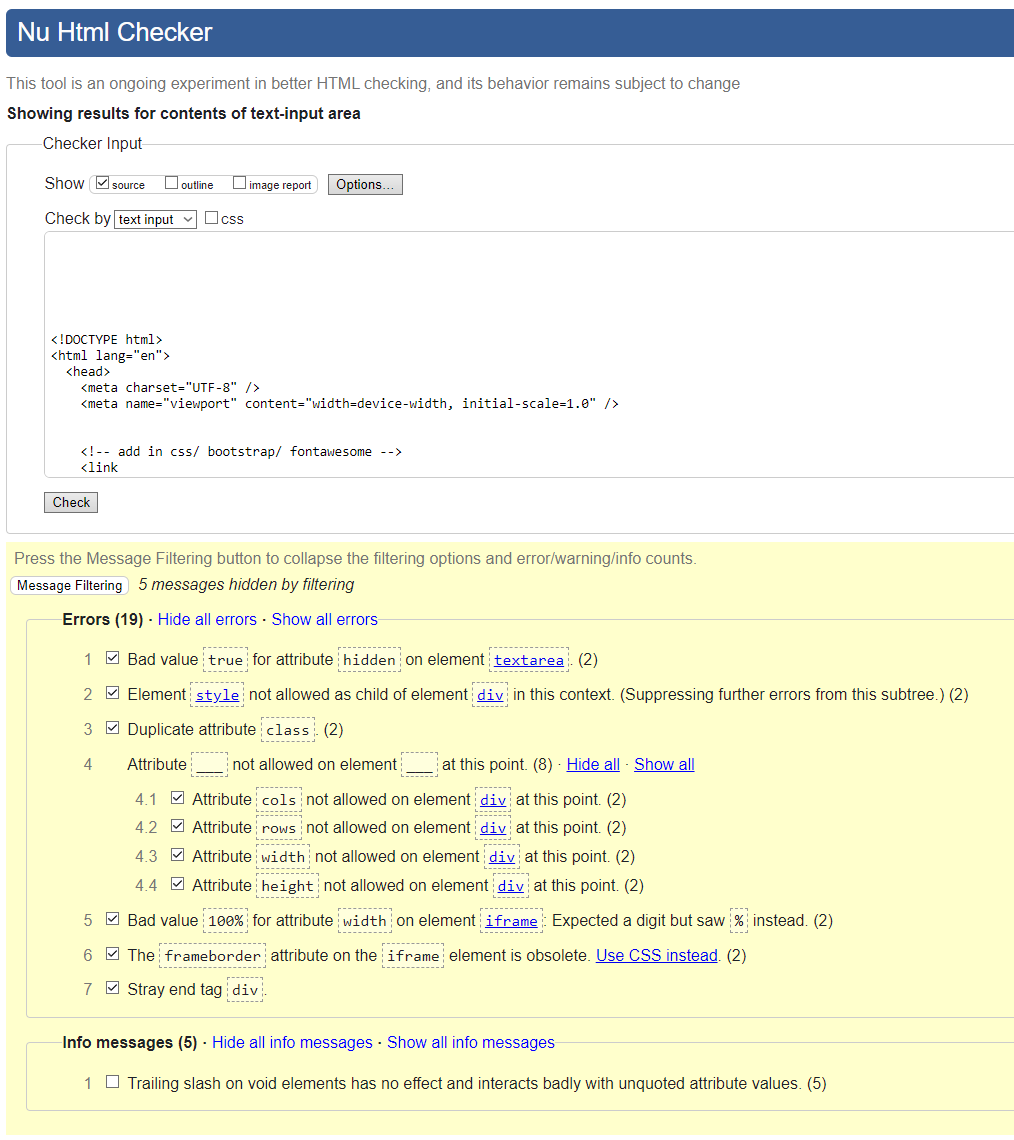 Nu Html Checker
This tool is an ongoing experiment in better HTML checking, and its behavior remains subject to change
Showing results for contents of text-input area
Checker Input
Show source outline image report Options...
Check by text input css
<!DOCTYPE html>
<html lang="en">
<head>
<meta charset="UTF-8" />
<meta name="viewport" content="width=device-width, initial-scale=1.0" />
<!-- add in css/ bootstrap/ fontawesome -->
<link
Check
Press the Message Filtering button to collapse the filtering options and error/warning/info counts.
Message Filtering 5 messages hidden by filtering
Errors (19) · Hide all errors · Show all errors
1 Bad value true for attribute hidden on element textarea. (2)
2 Element style not allowed as child of element div in this context. (Suppressing further errors from this subtree.) (2)
3 Duplicate attribute class. (2)
4 Attribute ___ not allowed on element ___ at this point. (8) · Hide all · Show all
4.1 Attribute cols not allowed on element div at this point. (2)
4.2 Attribute rows not allowed on element div at this point. (2)
4.3 Attribute width not allowed on element div at this point. (2)
4.4 Attribute height not allowed on element div at this point. (2)
5 Bad value 100% for attribute width on element iframe: Expected a digit but saw % instead. (2)
6 The frameborder attribute on the iframe element is obsolete. Use CSS instead. (2)
7 Stray end tag div.
Info messages (5) · Hide all info messages · Show all info messages
1 Trailing slash on void elements has no effect and interacts badly with unquoted attribute values. (5)